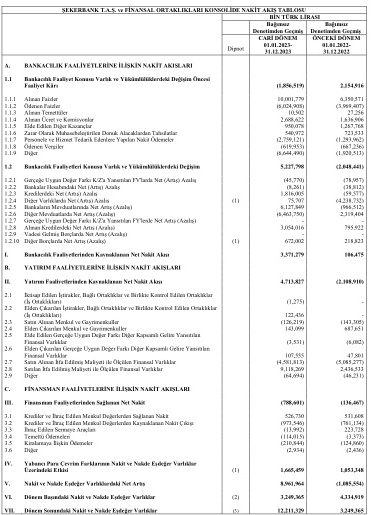 ŞEKERBANK T.A.Ş. ve FİNANSAL ORTAKLIKLARI KONSOLİDE NAKİT AKIŞ TABLOSU
BİN TÜRK LİRASI
Bağımsız Bağımsız
Denetimden Geçmiş Denetimden Geçmiş
CARİ DÖNEM ÖNCEKİ DÖNEM
Dipnot 01.01.2023- 01.01.2022-
31.12.2023 31.12.2022
A. BANKACILIK FAALİYETLERİNE İLİŞKİN NAKİT AKIŞLARI
1.1 Bankacılık Faaliyet Konusu Varlık ve Yükümlülüklerdeki Değişim Öncesi
Faaliyet Kârı (1,856,519) 2,154,916
1.1.1 Alınan Faizler 10,001,779 6,350,571
1.1.2 Ödenen Faizler (6,024,908) (3,969,407)
1.1.3 Alınan Temettüler 10,502 27,256
1.1.4 Alınan Ücret ve Komisyonlar 2,688,622 1,636,906
1.1.5 Elde Edilen Diğer Kazançlar 950,078 1,267,768
1.1.6 Zarar Olarak Muhasebeleştirilen Donuk Alacaklardan Tahsilatlar 540,972 723,531
1.1.7 Personele ve Hizmet Tedarik Edenlere Yapılan Nakit Ödemeler (2,759,121) (1,293,962)
1.1.8 Ödenen Vergiler (619,953) (667,236)
1.1.9 Diğer (6,644,490) (1,920,513)
1.2 Bankacılık Faaliyetleri Konusu Varlık ve Yükümlülüklerdeki Değişim 5,227,798 (2,048,441)
1.2.1 Gerçeğe Uygun Değer Farkı K/Z'a Yansıtılan FV'larda Net (Artış) Azalış (45,770) (78,957)
1.2.2 Bankalar Hesabındaki Net (Artış) Azalış (8,261) (38,812)
1.2.3 Kredilerdeki Net (Artış) Azalış 1,816,005 (59,577)
1.2.4 Diğer Varlıklarda Net (Artış) Azalış (1) 75,707 (4,238,732)
1.2.5 Bankaların Mevduatlarında Net Artış (Azalış) 6,127,849 (966,512)
1.2.6 Diğer Mevduatlarda Net Artış (Azalış) (6,463,750) 2,319,404
1.2.7 Gerçeğe Uygun Değer Farkı K/Z'a Yansıtılan FY'lerde Net Artış (Azalış) - -
1.2.8 Alınan Kredilerdeki Net Artış (Azalış) 3,054,016 795,922
1.2.9 Vadesi Gelmiş Borçlarda Net Artış (Azalış) - -
1.2.10 Diğer Borçlarda Net Artış (Azalış) (1) 672,002 218,823
I. Bankacılık Faaliyetlerinden Kaynaklanan Net Nakit Akışı 3,371,279 106,475
B. YATIRIM FAALİYETLERİNE İLİŞKİN NAKİT AKIŞLARI
II. Yatırım Faaliyetlerinden Kaynaklanan Net Nakit Akışı 4,713,827 (2,108,910)
2.1 İktisap Edilen İştirakler, Bağlı Ortaklıklar ve Birlikte Kontrol Edilen Ortaklıklar
(İş Ortaklıkları) (1,275) -
2.2 Elden Çıkarılan İştirakler, Bağlı Ortaklıklar ve Birlikte Kontrol Edilen Ortaklıklar
(İş Ortaklıkları) 122,436 -
2.3 Satın Alınan Menkul ve Gayrimenkuller (126,219) (143,305)
2.4 Elden Çıkarılan Menkul ve Gayrimenkuller 143,099 687,651
2.5 Elde Edilen Gerçeğe Uygun Değer Farkı Diğer Kapsamlı Gelire Yansıtılan
Finansal Varlıklar (3,531) (6,082)
2.6 Elden Çıkarılan Gerçeğe Uygun Değer Farkı Diğer Kapsamlı Gelire Yansıtılan
Finansal Varlıklar 107,555 47,801
2.7 Satın Alınan İtfa Edilmiş Maliyeti ile Ölçülen Finansal Varlıklar (4,581,813) (5,085,277)
2.8 Satılan İtfa Edilmiş Maliyeti ile Ölçülen Finansal Varlıklar 9,118,269 2,436,533
2.9 Diğer (64,694) (46,231)
C. FİNANSMAN FAALİYETLERİNE İLİŞKİN NAKİT AKIŞLARI
III. Finansman Faaliyetlerinden Sağlanan Net Nakit (788,601) (136,467)
3.1 Krediler ve İhraç Edilen Menkul Değerlerden Sağlanan Nakit 526,730 531,608
3.2 Krediler ve İhraç Edilen Menkul Değerlerden Kaynaklanan Nakit Çıkışı (973,546) (761,134)
3.3 İhraç Edilen Sermaye Araçları (13,992) 223,728
3.4 Temettü Ödemeleri (114,015) (3,373)
3.5 Kiralamaya İlişkin Ödemeler (210,844) (124,860)
3.6 Diğer (2,934) (2,436)
IV. Yabancı Para Çevrim Farklarının Nakit ve Nakde Eşdeğer Varlıklar
Üzerindeki Etkisi (1) 1,665,459 1,053,348
V. Nakit ve Nakde Eşdeğer Varlıklardaki Net Artış 8,961,964 (1,085,554)
VI. Dönem Başındaki Nakit ve Nakde Eşdeğer Varlıklar (2) 3,249,365 4,334,919
VII. Dönem Sonundaki Nakit ve Nakde Eşdeğer Varlıklar (3) 12,211,329 3,249,365